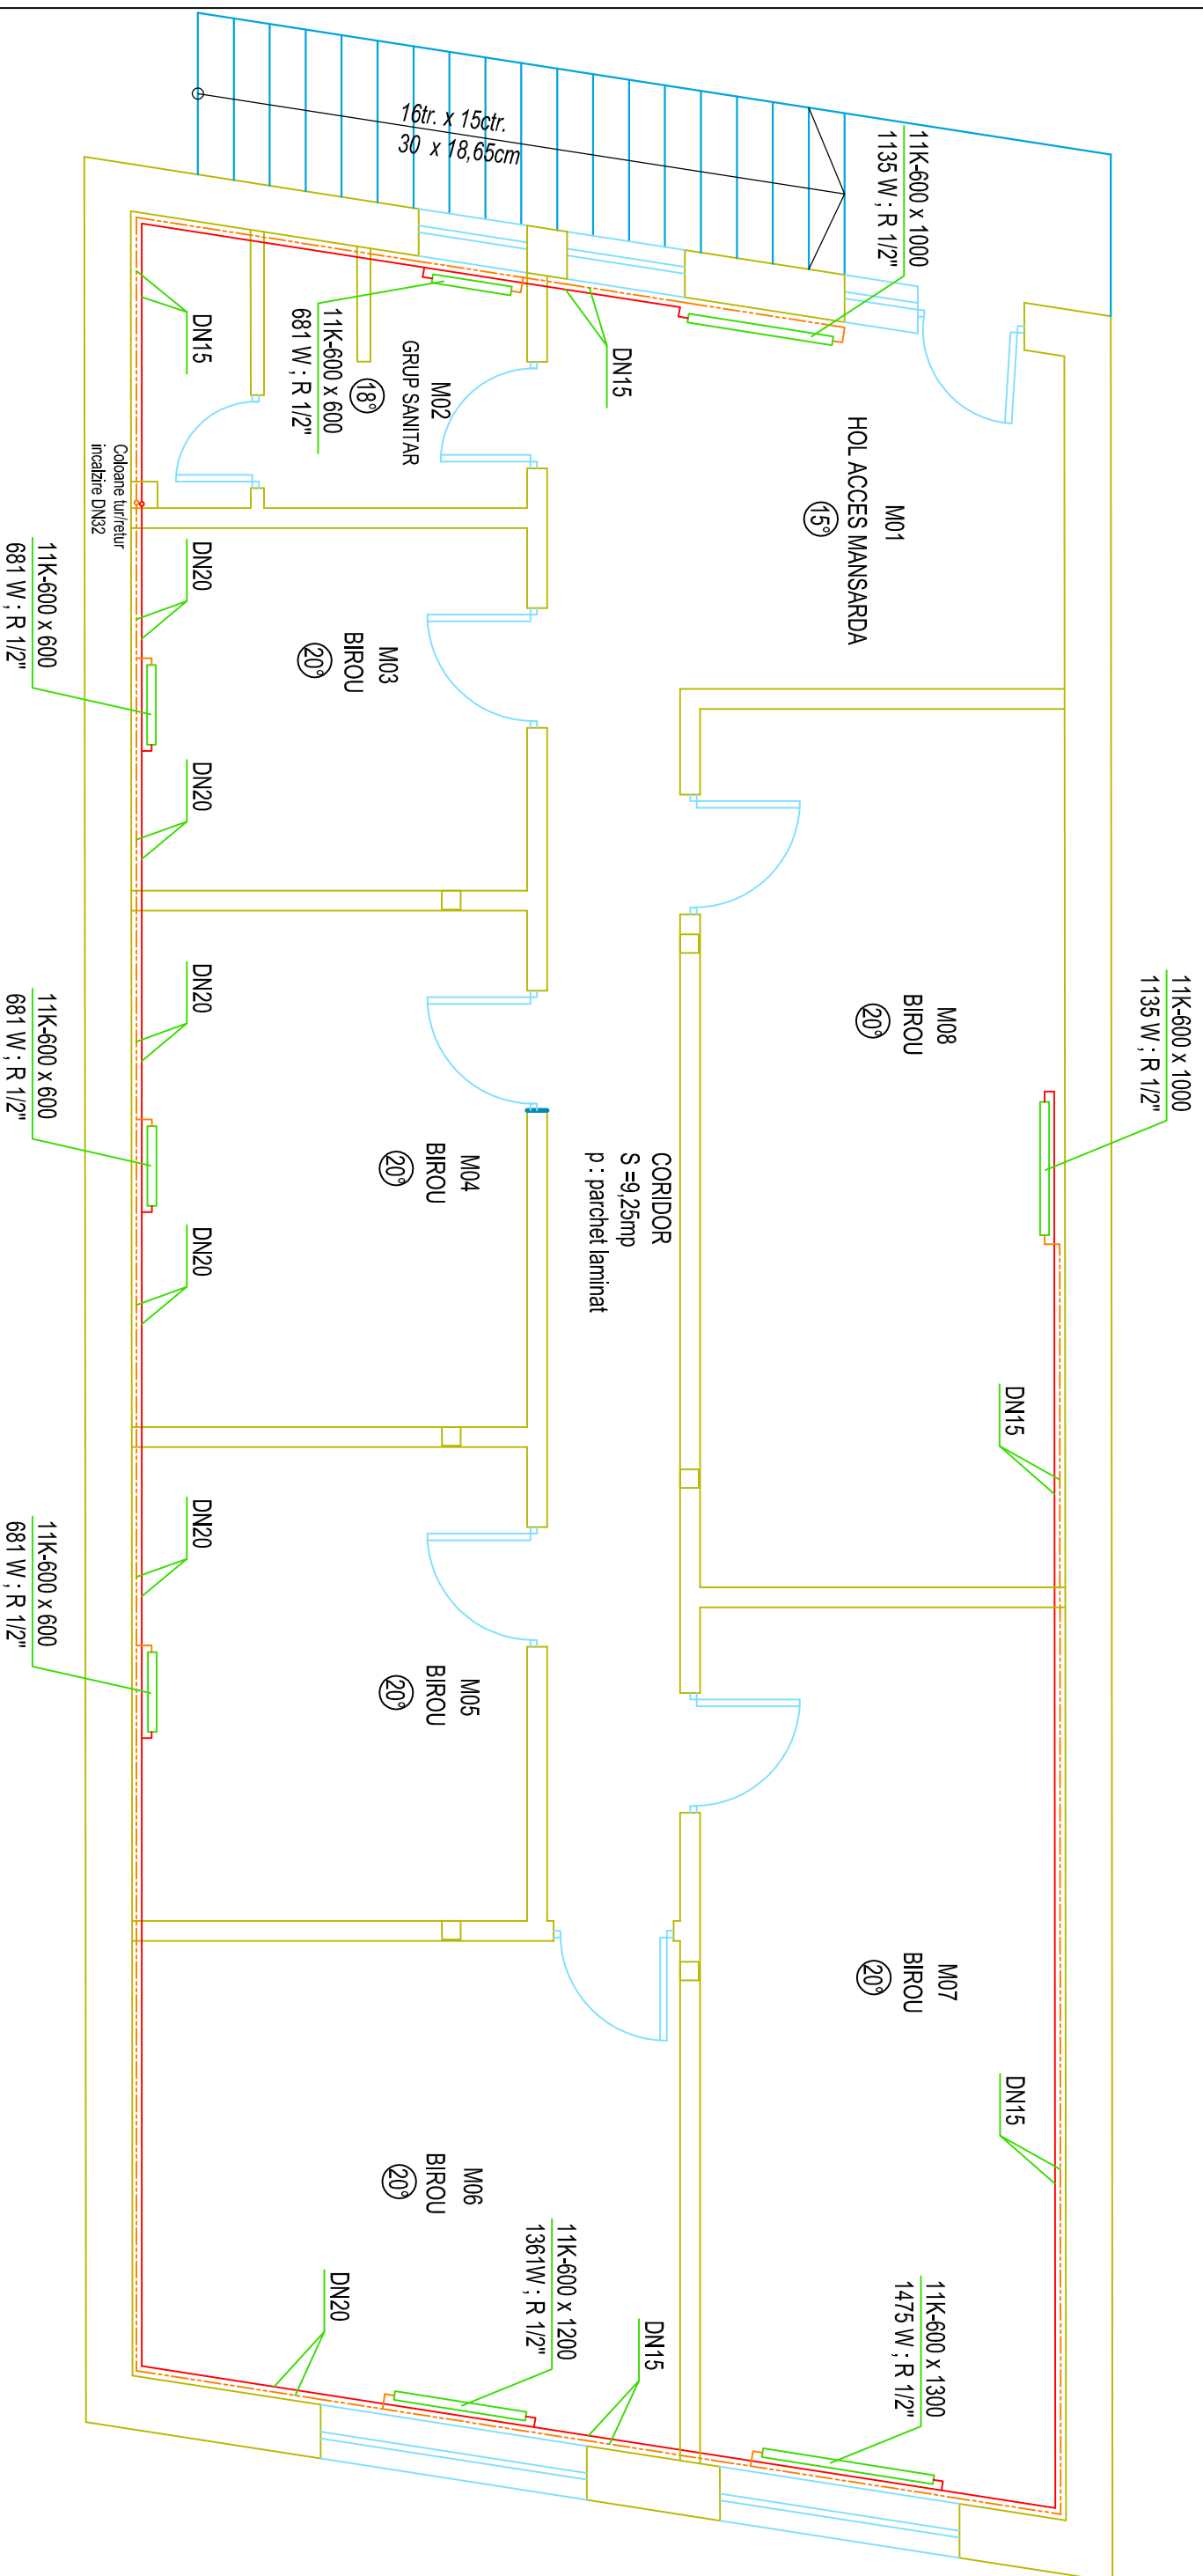 16tr. x 15ctr.
30 x 18,65cm
11K-600 x 1000
1135 W ; R 1/2"
DN15
11K-600 x 600
681 W ; R 1/2"
M02
GRUP SANITAR
18°
DN15
M01
HOL ACCES MANSARDA
15°
Coloane tur/retur
incalzire DN32
DN20
11K-600 x 600
681 W ; R 1/2"
M03
BIROU
20°
DN20
11K-600 x 1000
1135 W ; R 1/2"
M08
BIROU
20°
DN20
11K-600 x 600
681 W ; R 1/2"
M04
BIROU
20°
CORIDOR
S =9,25mp
p : parchet laminat
DN20
DN15
DN20
11K-600 x 600
681 W ; R 1/2"
M05
BIROU
20°
M07
BIROU
20°
DN15
M06
BIROU
20°
DN20
11K-600 x 1200
1361W ; R 1/2"
DN15
11K-600 x 1300
1475 W ; R 1/2"